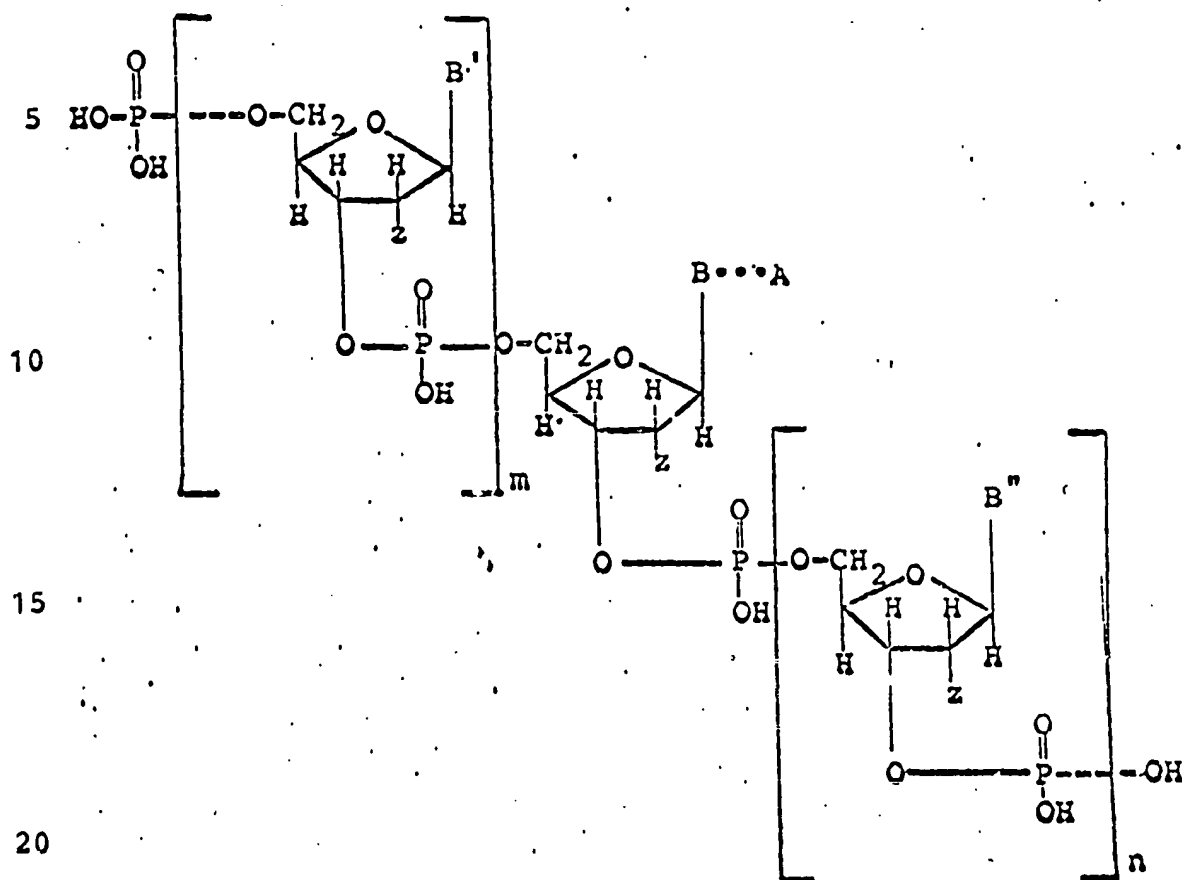 O B'
5 HO-P---O-CH2 O
OH H H
H z H
O B•••A
10 O P O-CH2 O
OH H H
H z H
m
O B"
15 O P O-CH2 O
OH H H
H z H
O
O P---OH
OH
20 n